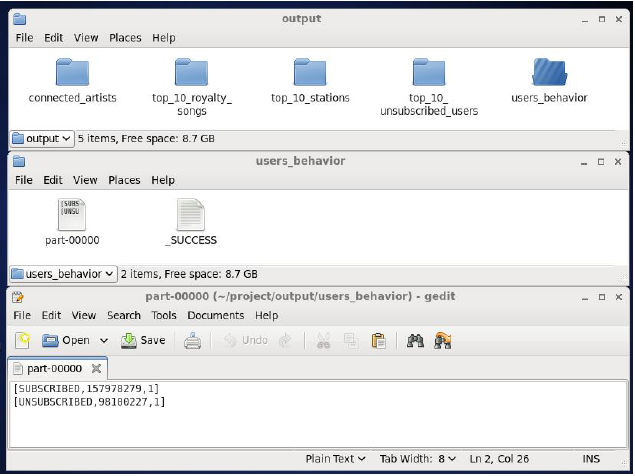 output
File Edit View Places Help
connected_artists
top_10_royalty_
songs
top_10_stations
top_10_
unsubscribed_users
users_behavior
output 5 items, Free space: 8.7 GB
users_behavior
File Edit View Places Help
[SUBS
[UNSU
part-00000
_SUCCESS
users_behavior 2 items, Free space: 8.7 GB
part-00000 (~/project/output/users_behavior) - gedit
File Edit View Search Tools Documents Help
Open Save Undo
part-00000
[SUBSCRIBED,157978279,1]
[UNSUBSCRIBED,98100227,1]
Plain Text Tab Width: 8 Ln 2, Col 26 INS